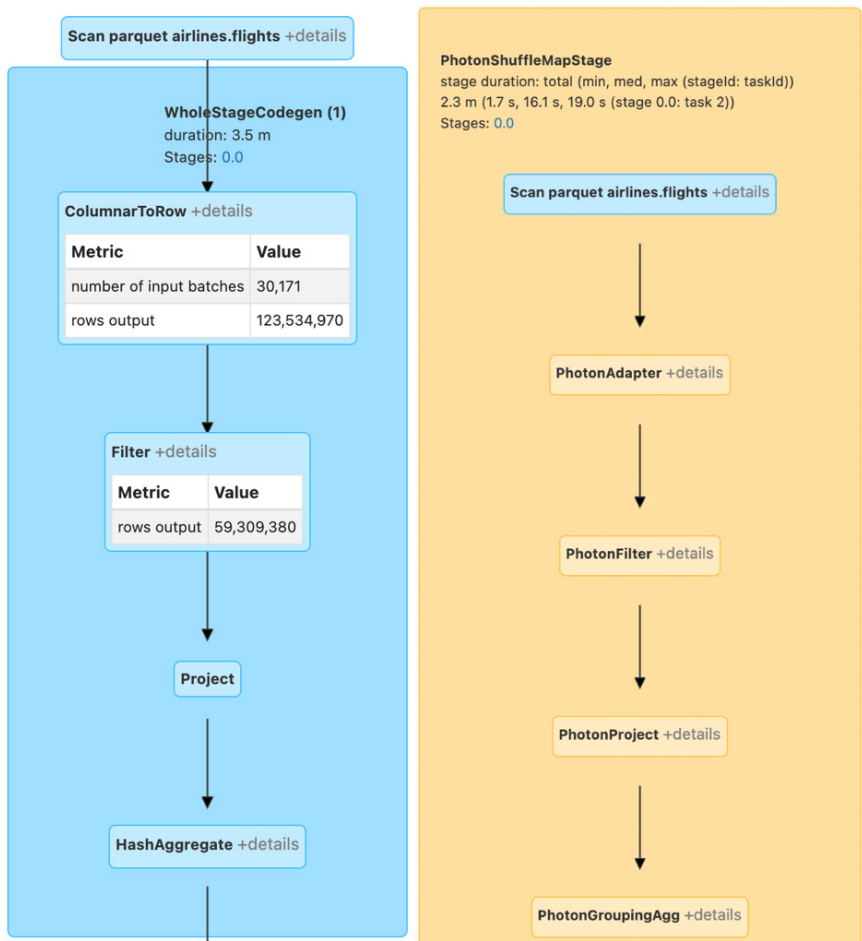 Scan parquet airlines.flights +details
WholeStageCodegen (1)
duration: 3.5 m
Stages: 0.0
ColumnarToRow +details
Metric Value
number of input batches 30,171
rows output 123,534,970
Filter +details
Metric Value
rows output 59,309,380
Project
HashAggregate +details
PhotonShuffleMapStage
stage duration: total (min, med, max (stageId: taskId))
2.3 m (1.7 s, 16.1 s, 19.0 s (stage 0.0: task 2))
Stages: 0.0
Scan parquet airlines.flights +details
PhotonAdapter +details
PhotonFilter +details
PhotonProject +details
PhotonGroupingAgg +details